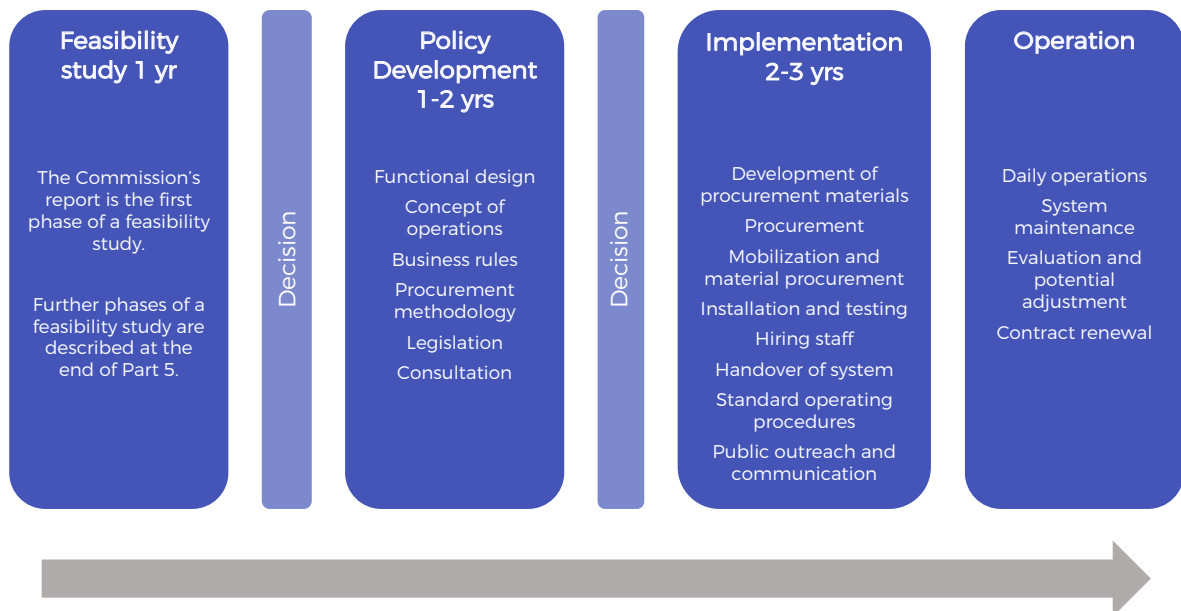 Feasibility
study 1 yr
The Commission's
report is the first
phase of a feasibility
study.
Further phases of a
feasibility study are
described at the
end of Part 5.
Decision
Policy
Development
1-2 yrs
Functional design
Concept of
operations
Business rules
Procurement
methodology
Legislation
Consultation
Decision
Implementation
2-3 yrs
Development of
procurement materials
Procurement
Mobilization and
material procurement
Installation and testing
Hiring staff
Handover of system
Standard operating
procedures
Public outreach and
communication
Operation
Daily operations
System
maintenance
Evaluation and
potential
adjustment
Contract renewal